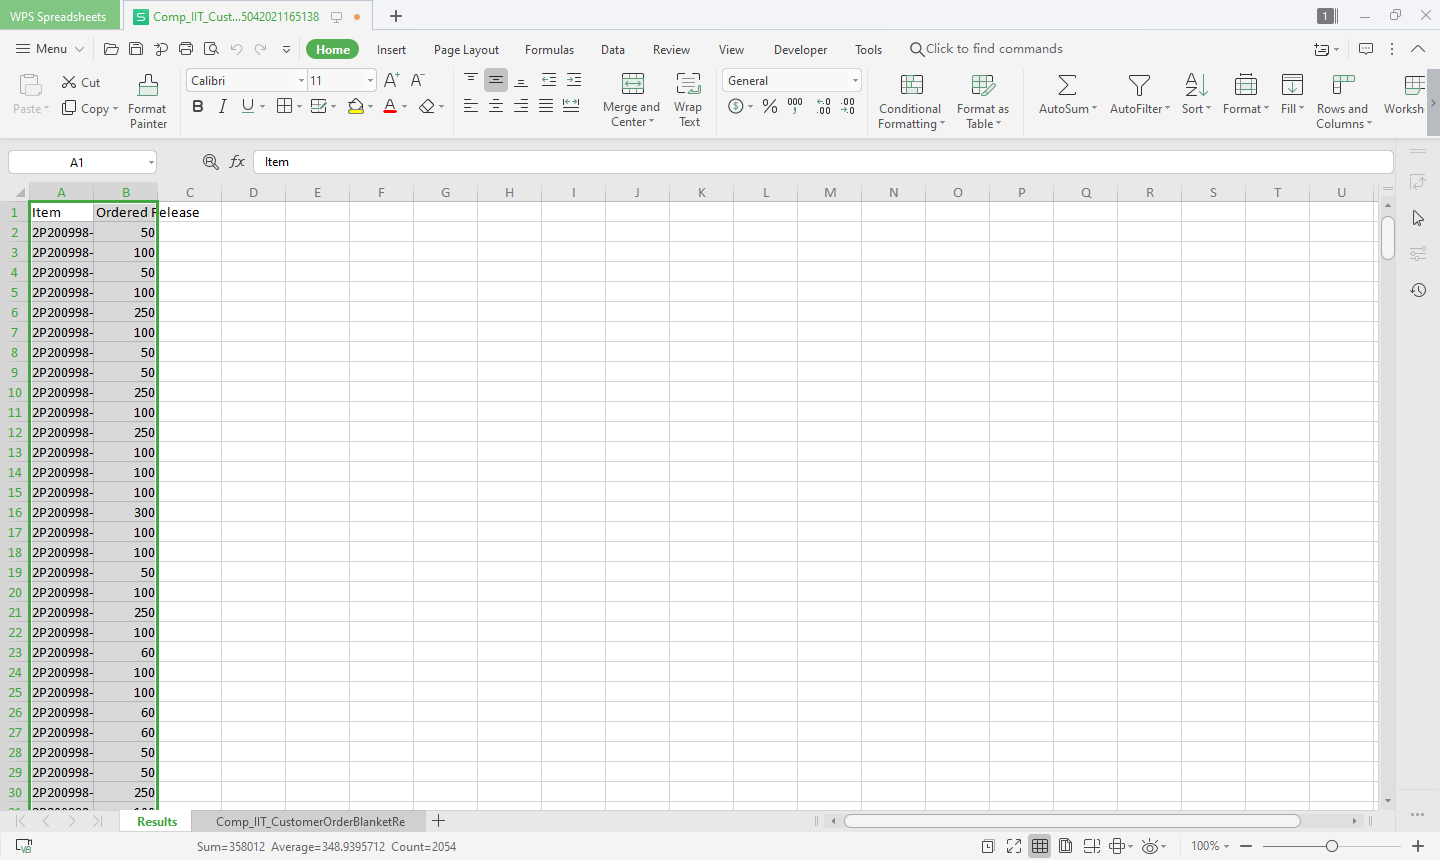 WPS Spreadsheets
Comp_IIT_Cust...5042021165138
1
Menu
Home
Insert
Page Layout
Formulas
Data
Review
View
Developer
Tools
Click to find commands
Paste
Cut
Copy
Format
Painter
Calibri
11
A+
A-
B
I
U
A
Merge and
Center
Wrap
Text
General
Conditional
Formatting
Format as
Table
AutoSum
AutoFilter
Sort
Format
Fill
Rows and
Columns
Worksh
A1
fx
Item
A B C D E F G H I J K L M N O P Q R S T U
1 Item Ordered Release
2 2P200998- 50
3 2P200998- 100
4 2P200998- 50
5 2P200998- 100
6 2P200998- 250
7 2P200998- 100
8 2P200998- 50
9 2P200998- 50
10 2P200998- 250
11 2P200998- 100
12 2P200998- 250
13 2P200998- 100
14 2P200998- 100
15 2P200998- 100
16 2P200998- 300
17 2P200998- 100
18 2P200998- 100
19 2P200998- 50
20 2P200998- 100
21 2P200998- 250
22 2P200998- 100
23 2P200998- 60
24 2P200998- 100
25 2P200998- 100
26 2P200998- 60
27 2P200998- 60
28 2P200998- 50
29 2P200998- 50
30 2P200998- 250
Results
Comp_IIT_CustomerOrderBlanketRe
Sum=358012 Average=348.9395712 Count=2054
100%